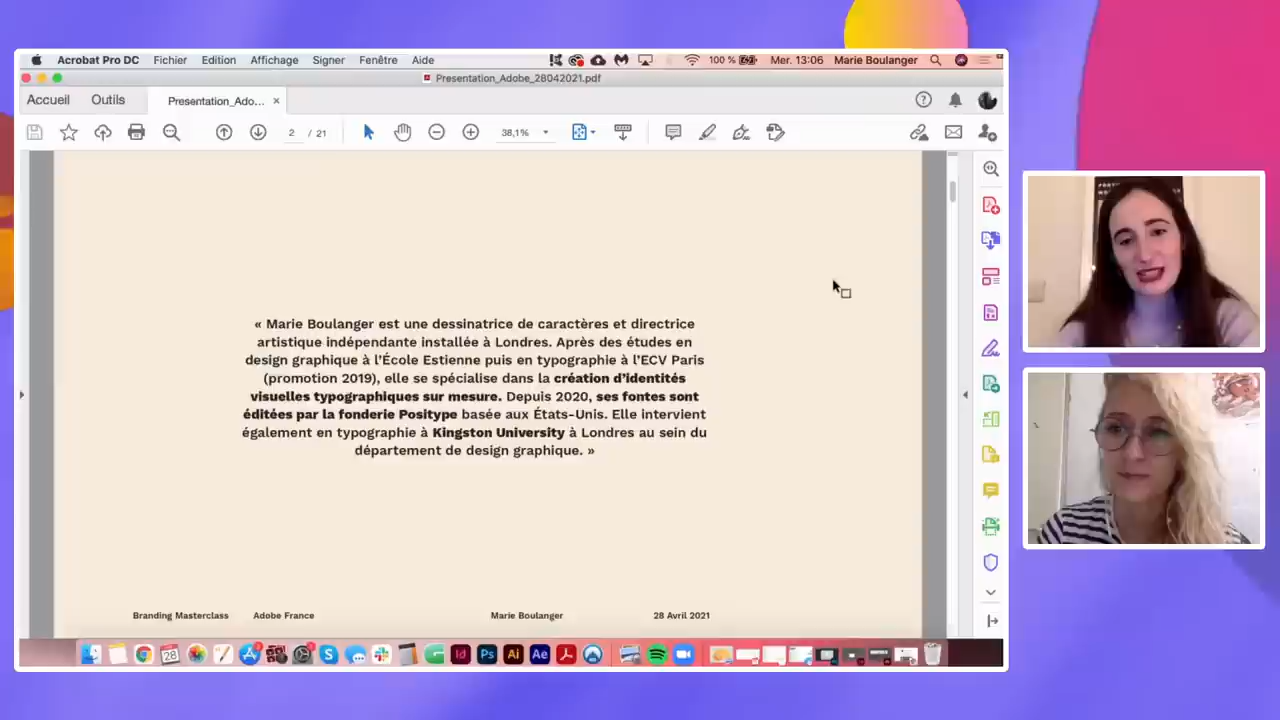 Acrobat Pro DC Fichier Edition Affichage Signer Fenêtre Aide 100 % Mer. 13:06 Marie Boulanger
Presentation_Adobe_28042021.pdf
Accueil Outils Presentation_Ado... ×
2 / 21 38,1%
« Marie Boulanger est une dessinatrice de caractères et directrice
artistique indépendante installée à Londres. Après des études en
design graphique à l'École Estienne puis en typographie à l'ECV Paris
(promotion 2019), elle se spécialise dans la création d'identités
visuelles typographiques sur mesure. Depuis 2020, ses fontes sont
éditées par la fonderie Positype basée aux États-Unis. Elle intervient
également en typographie à Kingston University à Londres au sein du
département de design graphique. »
Branding Masterclass Adobe France Marie Boulanger 28 Avril 2021
28 Id Ps Ai Ae